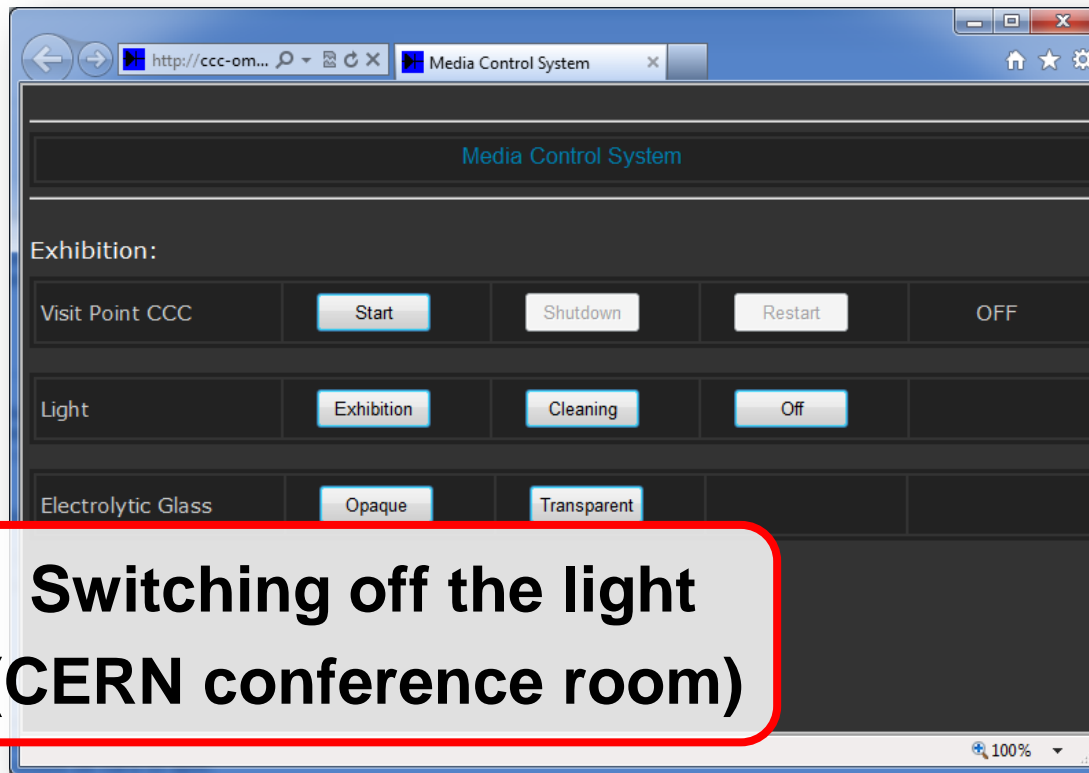 http://ccc-om...
Media Control System
Media Control System
Exhibition:
Visit Point CCC Start Shutdown Restart OFF
Light Exhibition Cleaning Off
Electrolytic Glass Opaque Transparent
Switching off the light
(CERN conference room)
100%